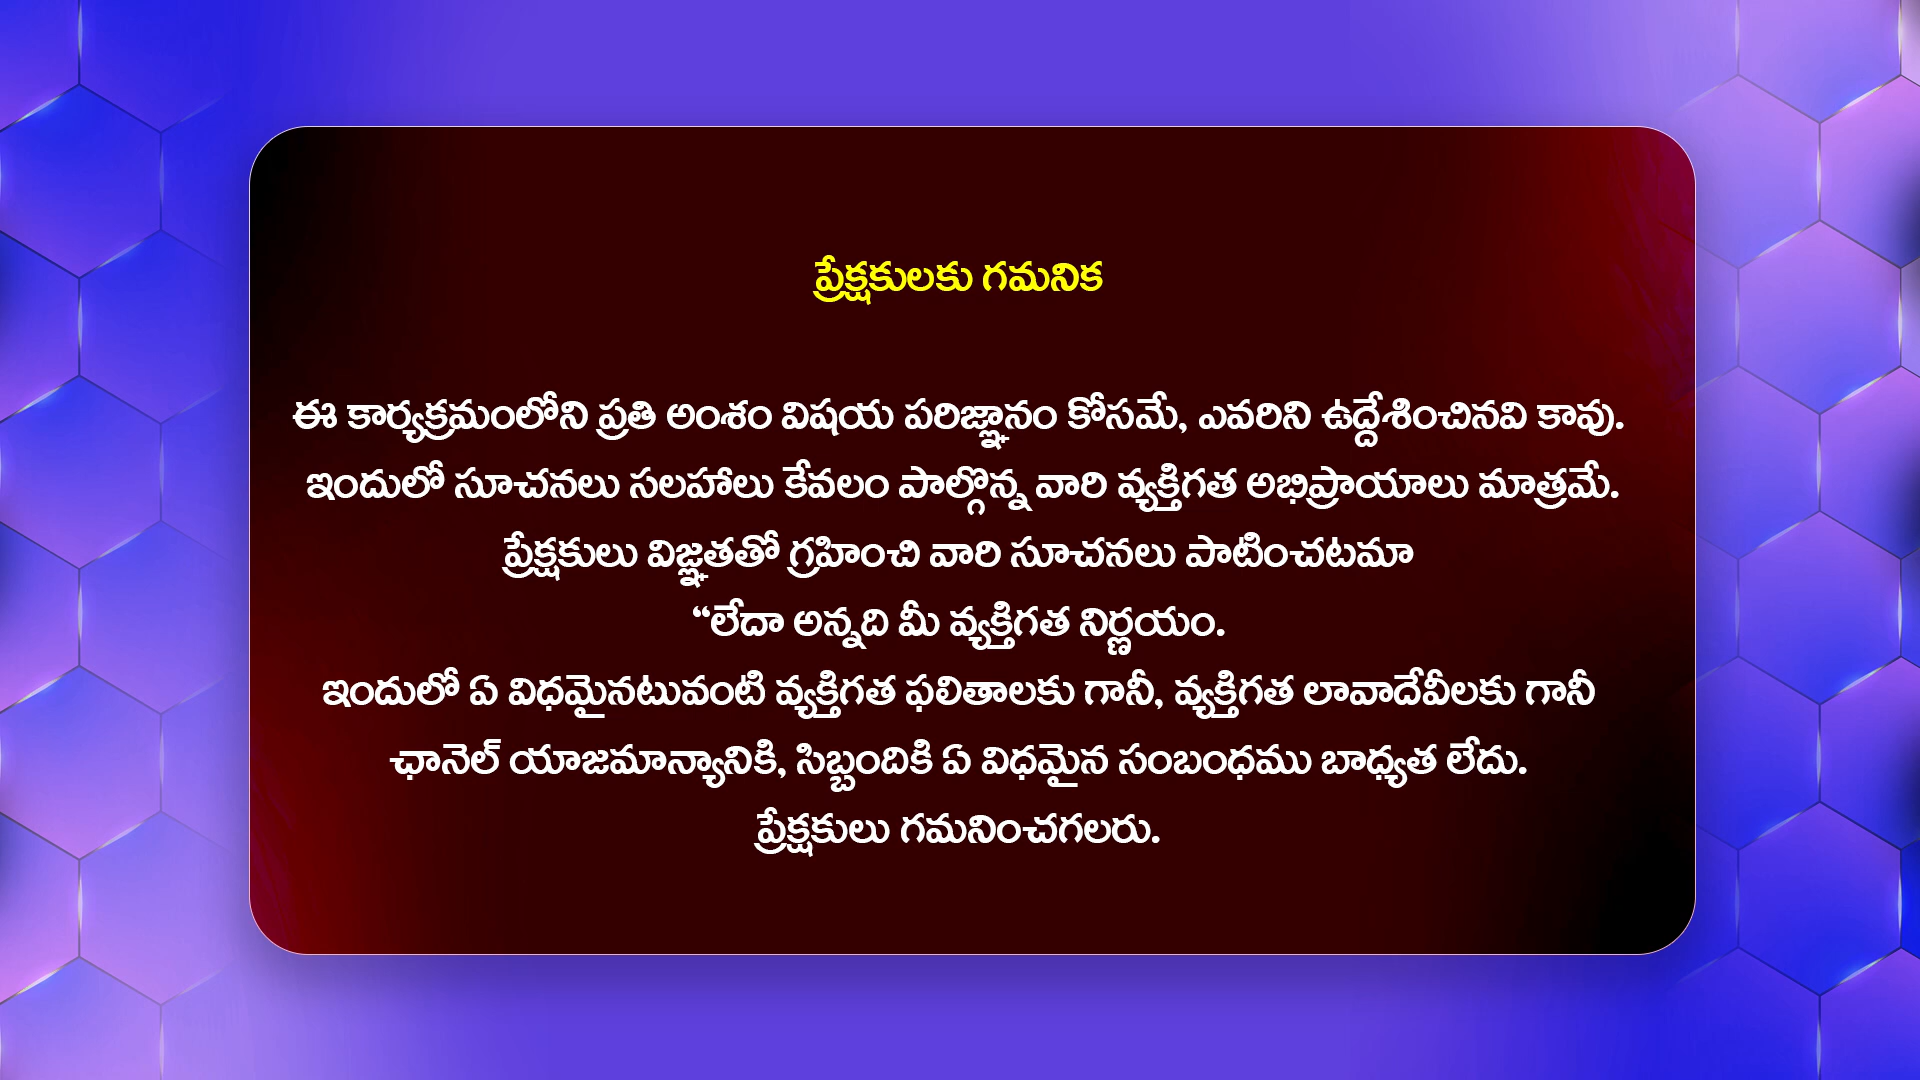 ప్రేక్షకులకు గమనిక
ఈ కార్యక్రమంలోని ప్రతి అంశం విషయ పరిజ్ఞానం కోసమే, ఎవరిని ఉద్దేశించినవి కావు.
ఇందులో సూచనలు సలహాలు కేవలం పాల్గొన్న వారి వ్యక్తిగత అభిప్రాయాలు మాత్రమే.
ప్రేక్షకులు విజ్ఞతతో గ్రహించి వారి సూచనలు పాటించటమా
“లేదా అన్నది మీ వ్యక్తిగత నిర్ణయం.
ఇందులో ఏ విధమైనటువంటి వ్యక్తిగత ఫలితాలకు గానీ, వ్యక్తిగత లావాదేవీలకు గానీ
ఛానెల్ యాజమాన్యానికి, సిబ్బందికి ఏ విధమైన సంబంధము బాధ్యత లేదు.
ప్రేక్షకులు గమనించగలరు.